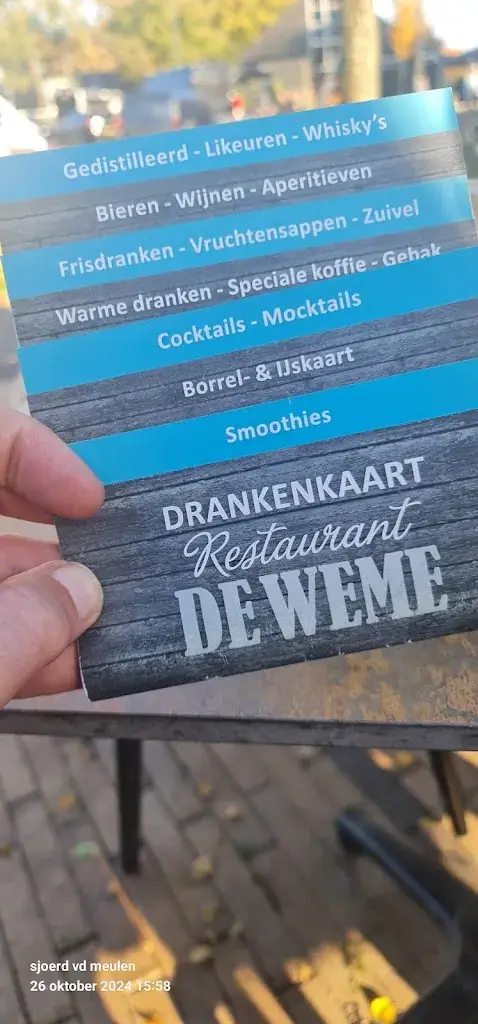 Gedistilleerd - Likeuren - Whisky's
Bieren - Wijnen - Aperitieven
Frisdranken - Vruchtensappen - Zuivel
Warme dranken - Speciale koffie - Gebak
Cocktails - Mocktails
Borrel- & IJskaart
Smoothies
DRANKENKAART
Restaurant
DE WEME
sjoerd vd meulen
26 oktober 2024 15:58